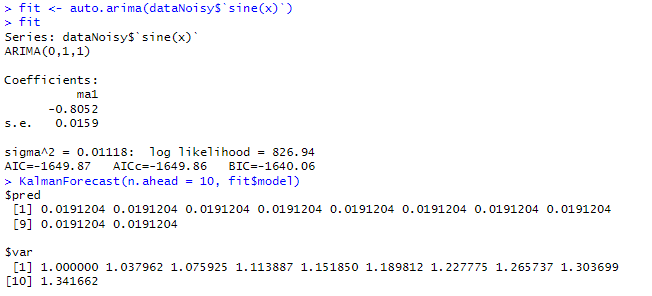 > fit <- auto.arima(dataNoisy$`sine(x)`)
> fit
Series: dataNoisy$`sine(x)`
ARIMA(0,1,1)

Coefficients:
          ma1
      -0.8052
s.e.   0.0159

sigma^2 = 0.01118:  log likelihood = 826.94
AIC=-1649.87   AICc=-1649.86   BIC=-1640.06
> KalmanForecast(n.ahead = 10, fit$model)
$pred
 [1] 0.0191204 0.0191204 0.0191204 0.0191204 0.0191204 0.0191204 0.0191204 0.0191204
 [9] 0.0191204 0.0191204

$var
 [1] 1.000000 1.037962 1.075925 1.113887 1.151850 1.189812 1.227775 1.265737 1.303699
[10] 1.341662